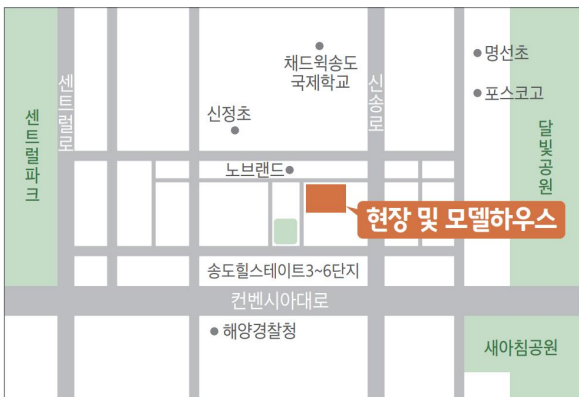 채드윅송도
국제학교
명선초
포스코고
센트럴로
신송로
센트럴파크
신정초
달빛공원
노브랜드
현장 및 모델하우스
송도힐스테이트3~6단지
컨벤시아대로
해양경찰청
새아침공원